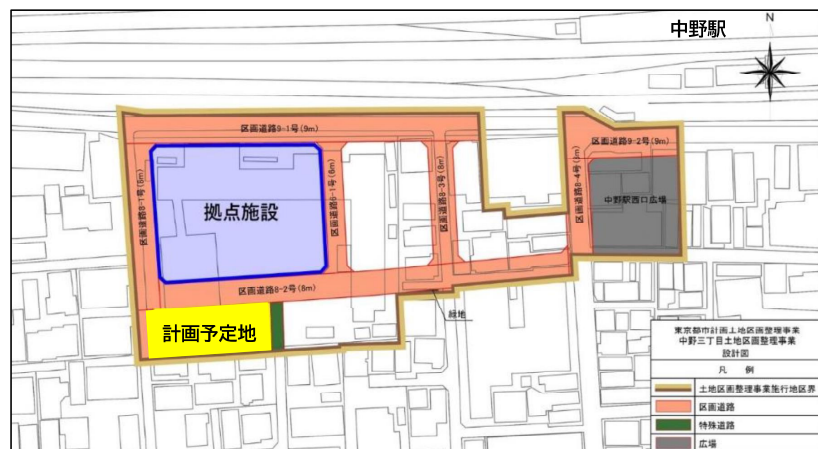 中野駅
N
区画道路9-1号(9m)
区画道路9-2号(9m)
区画道路8-1号(8m)
拠点施設
区画道路6-1号(6m)
区画道路8-3号(8m)
区画道路8-4号(8m)
中野駅西口広場
区画道路8-2号(8m)
緑地
計画予定地
東京都市計画土地区画整理事業
中野三丁目土地区画整理事業
設計図
凡 例
土地区画整理事業施行地区界
区画道路
特殊道路
広場